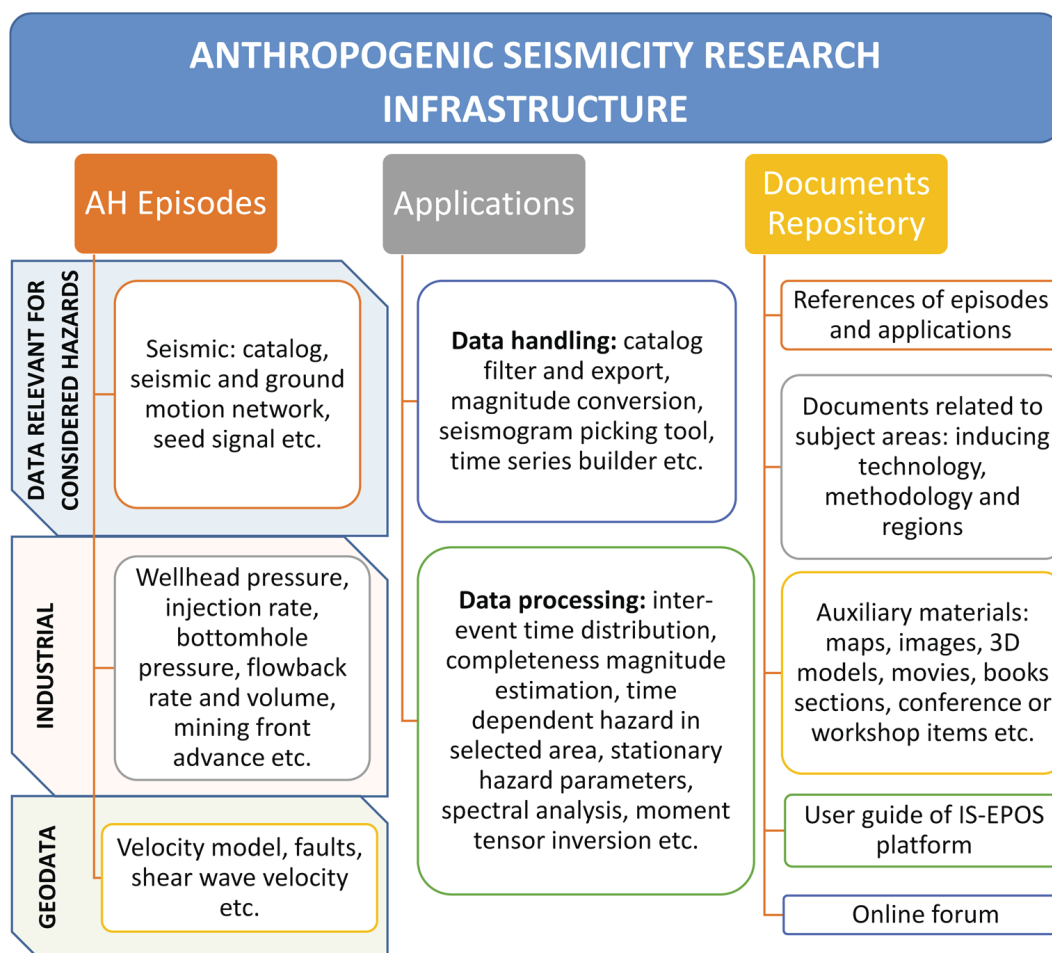 ANTHROPOGENIC SEISMICITY RESEARCH
INFRASTRUCTURE
AH Episodes
DATA RELEVANT FOR
CONSIDERED HAZARDS
Seismic: catalog,
seismic and ground
motion network,
seed signal etc.
INDUSTRIAL
Wellhead pressure,
injection rate,
bottomhole
pressure, flowback
rate and volume,
mining front
advance etc.
GEODATA
Velocity model, faults,
shear wave velocity
etc.
Applications
Data handling: catalog
filter and export,
magnitude conversion,
seismogram picking tool,
time series builder etc.
Data processing: inter-
event time distribution,
completeness magnitude
estimation, time
dependent hazard in
selected area, stationary
hazard parameters,
spectral analysis, moment
tensor inversion etc.
Documents
Repository
References of episodes
and applications
Documents related to
subject areas: inducing
technology,
methodology and
regions
Auxiliary materials:
maps, images, 3D
models, movies, books
sections, conference or
workshop items etc.
User guide of IS-EPOS
platform
Online forum